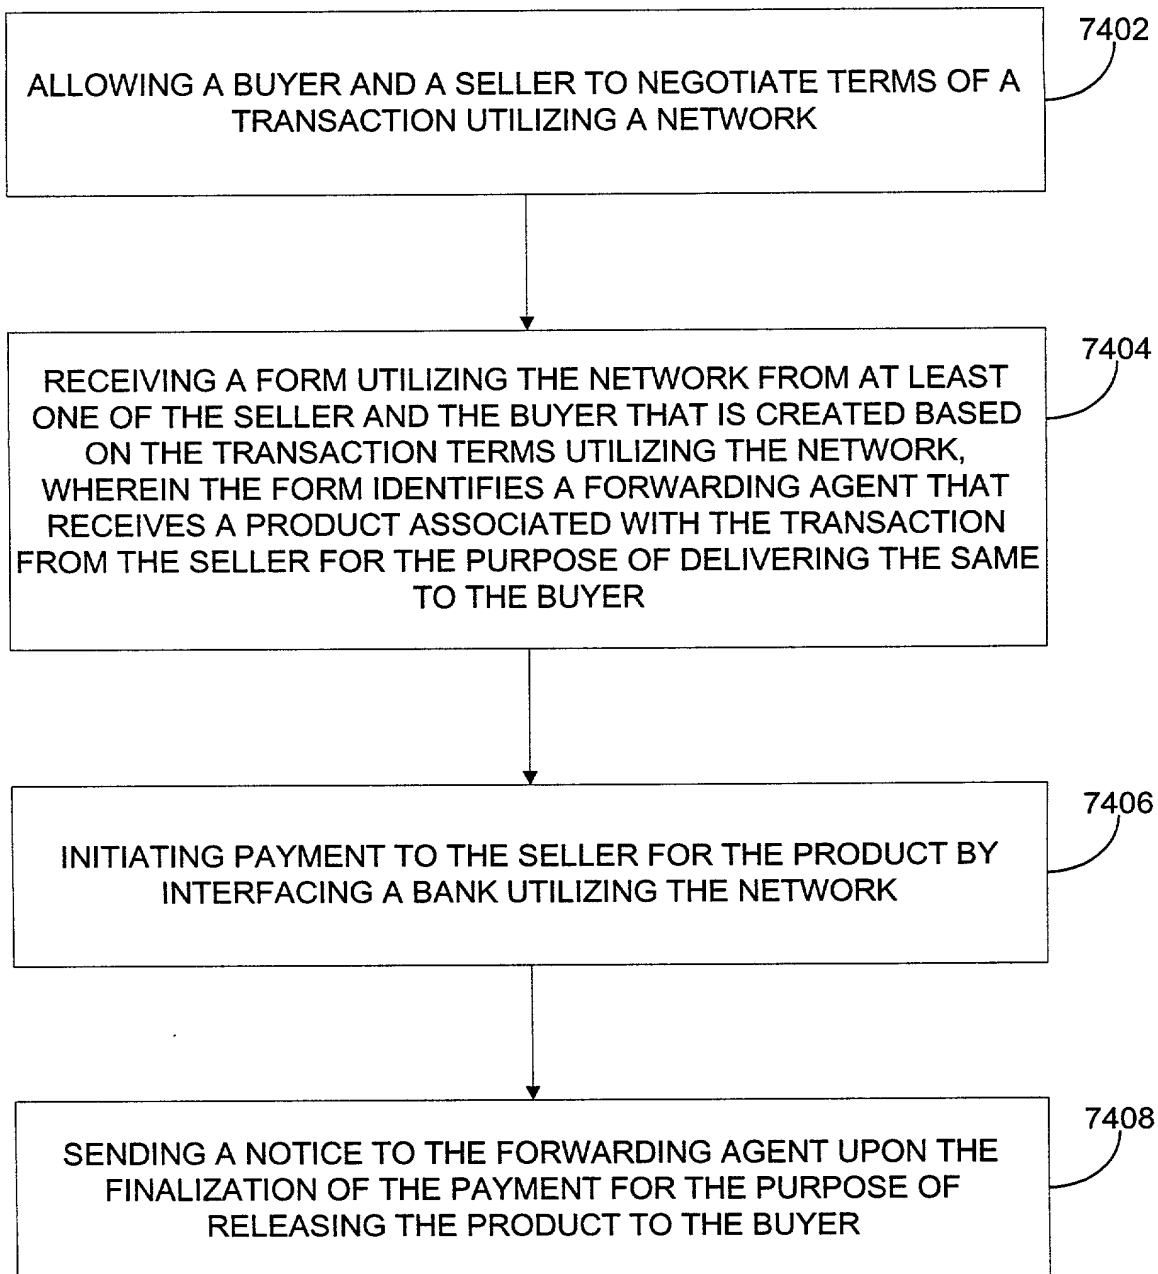 7402
ALLOWING A BUYER AND A SELLER TO NEGOTIATE TERMS OF A
TRANSACTION UTILIZING A NETWORK
7404
RECEIVING A FORM UTILIZING THE NETWORK FROM AT LEAST
ONE OF THE SELLER AND THE BUYER THAT IS CREATED BASED
ON THE TRANSACTION TERMS UTILIZING THE NETWORK,
WHEREIN THE FORM IDENTIFIES A FORWARDING AGENT THAT
RECEIVES A PRODUCT ASSOCIATED WITH THE TRANSACTION
FROM THE SELLER FOR THE PURPOSE OF DELIVERING THE SAME
TO THE BUYER
7406
INITIATING PAYMENT TO THE SELLER FOR THE PRODUCT BY
INTERFACING A BANK UTILIZING THE NETWORK
7408
SENDING A NOTICE TO THE FORWARDING AGENT UPON THE
FINALIZATION OF THE PAYMENT FOR THE PURPOSE OF
RELEASING THE PRODUCT TO THE BUYER